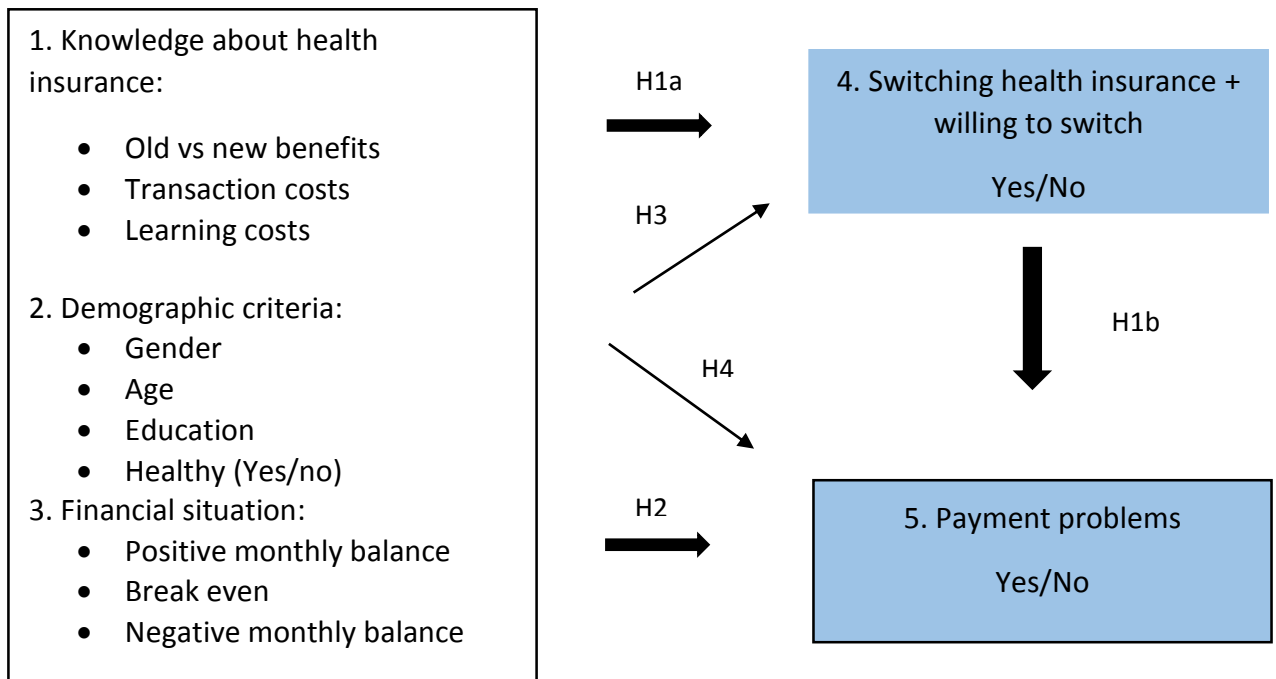 1. Knowledge about health
insurance:
• Old vs new benefits
• Transaction costs
• Learning costs
2. Demographic criteria:
• Gender
• Age
• Education
• Healthy (Yes/no)
3. Financial situation:
• Positive monthly balance
• Break even
• Negative monthly balance
H1a
H3
H4
H2
4. Switching health insurance +
willing to switch
Yes/No
H1b
5. Payment problems
Yes/No